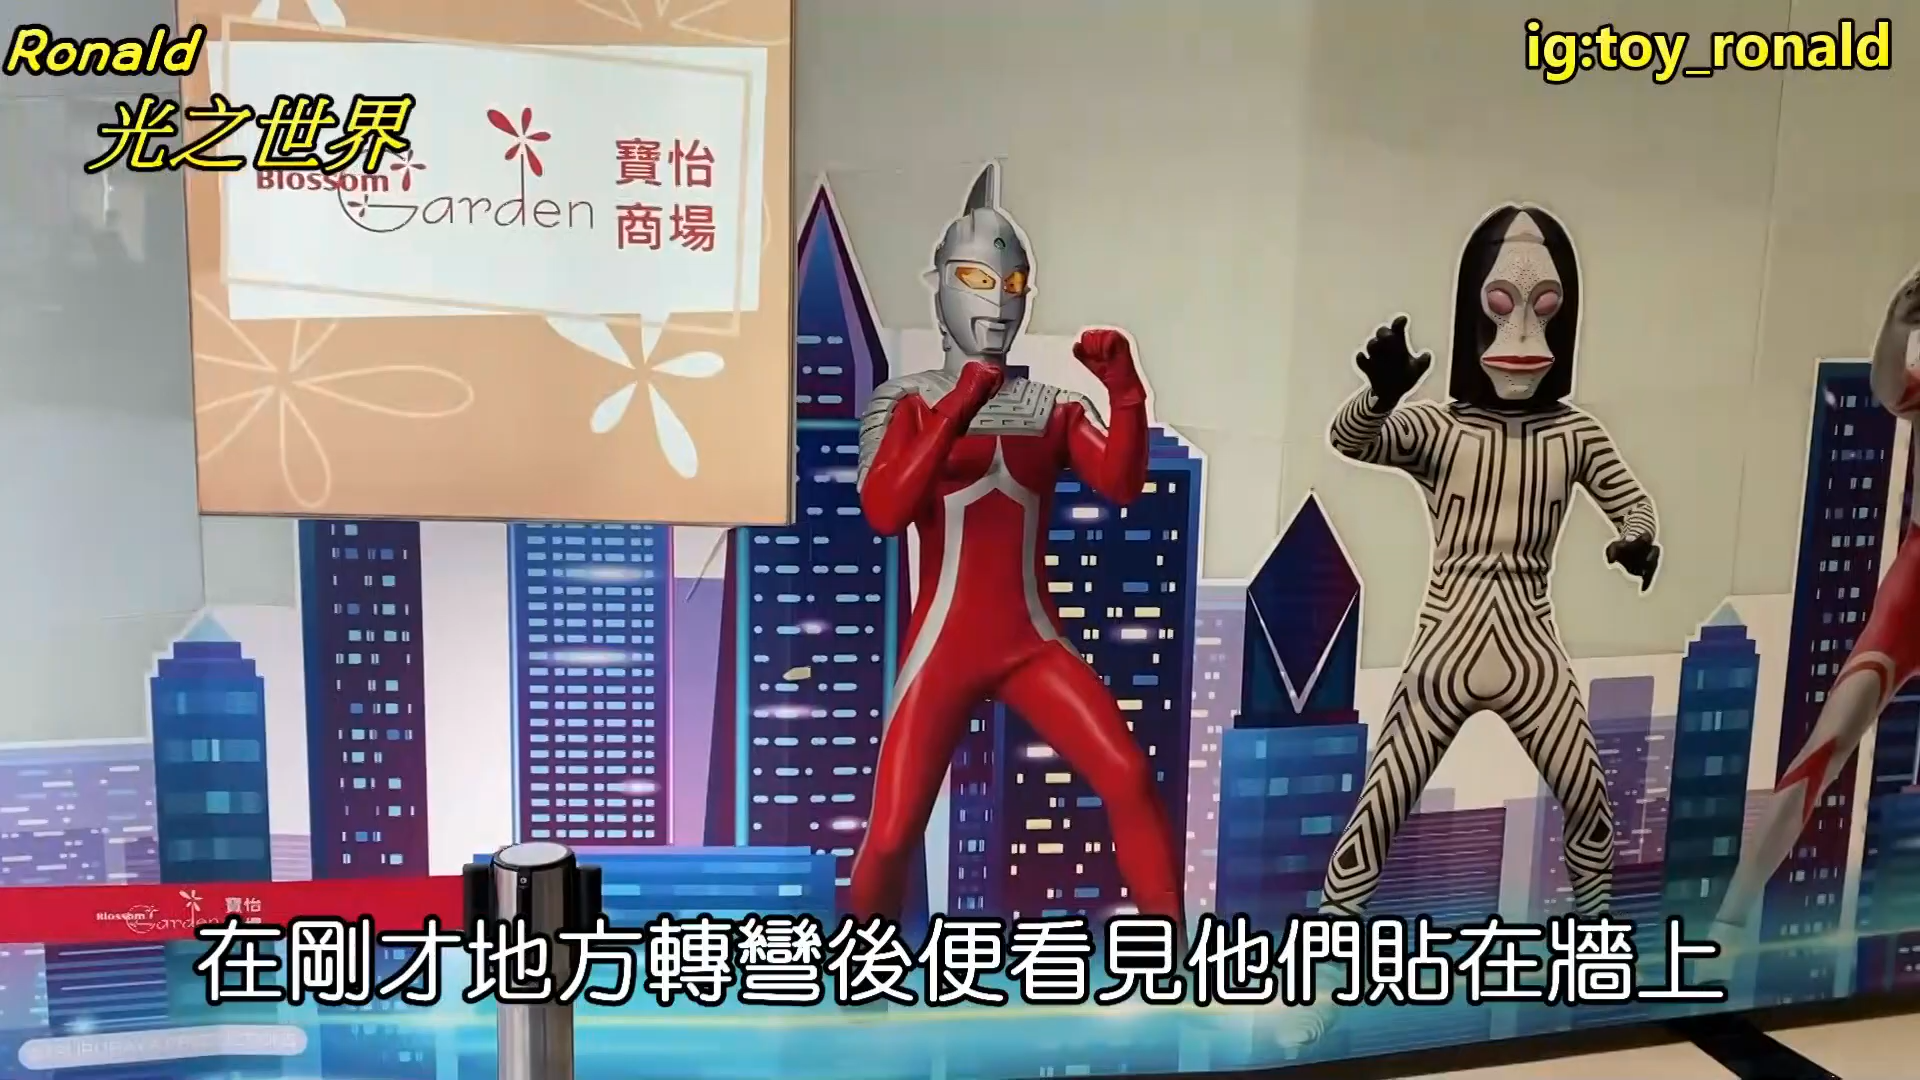 Ronald
ig:toy_ronald
光之世界
Blossom
Garden
寶怡
商場
Blossom
Garden
寶怡
在剛才地方轉彎後便看見他們貼在牆上